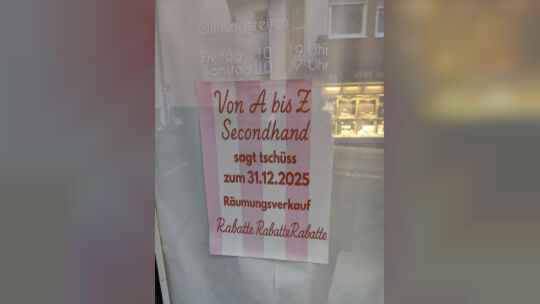 Öffnungszeiten
Freitag 10 - 19 Uhr
Samstag 10 - 17 Uhr
Von A bis Z
Secondhand
sagt tschüss
zum 31.12.2025
Räumungsverkauf
Rabatte Rabatte Rabatte